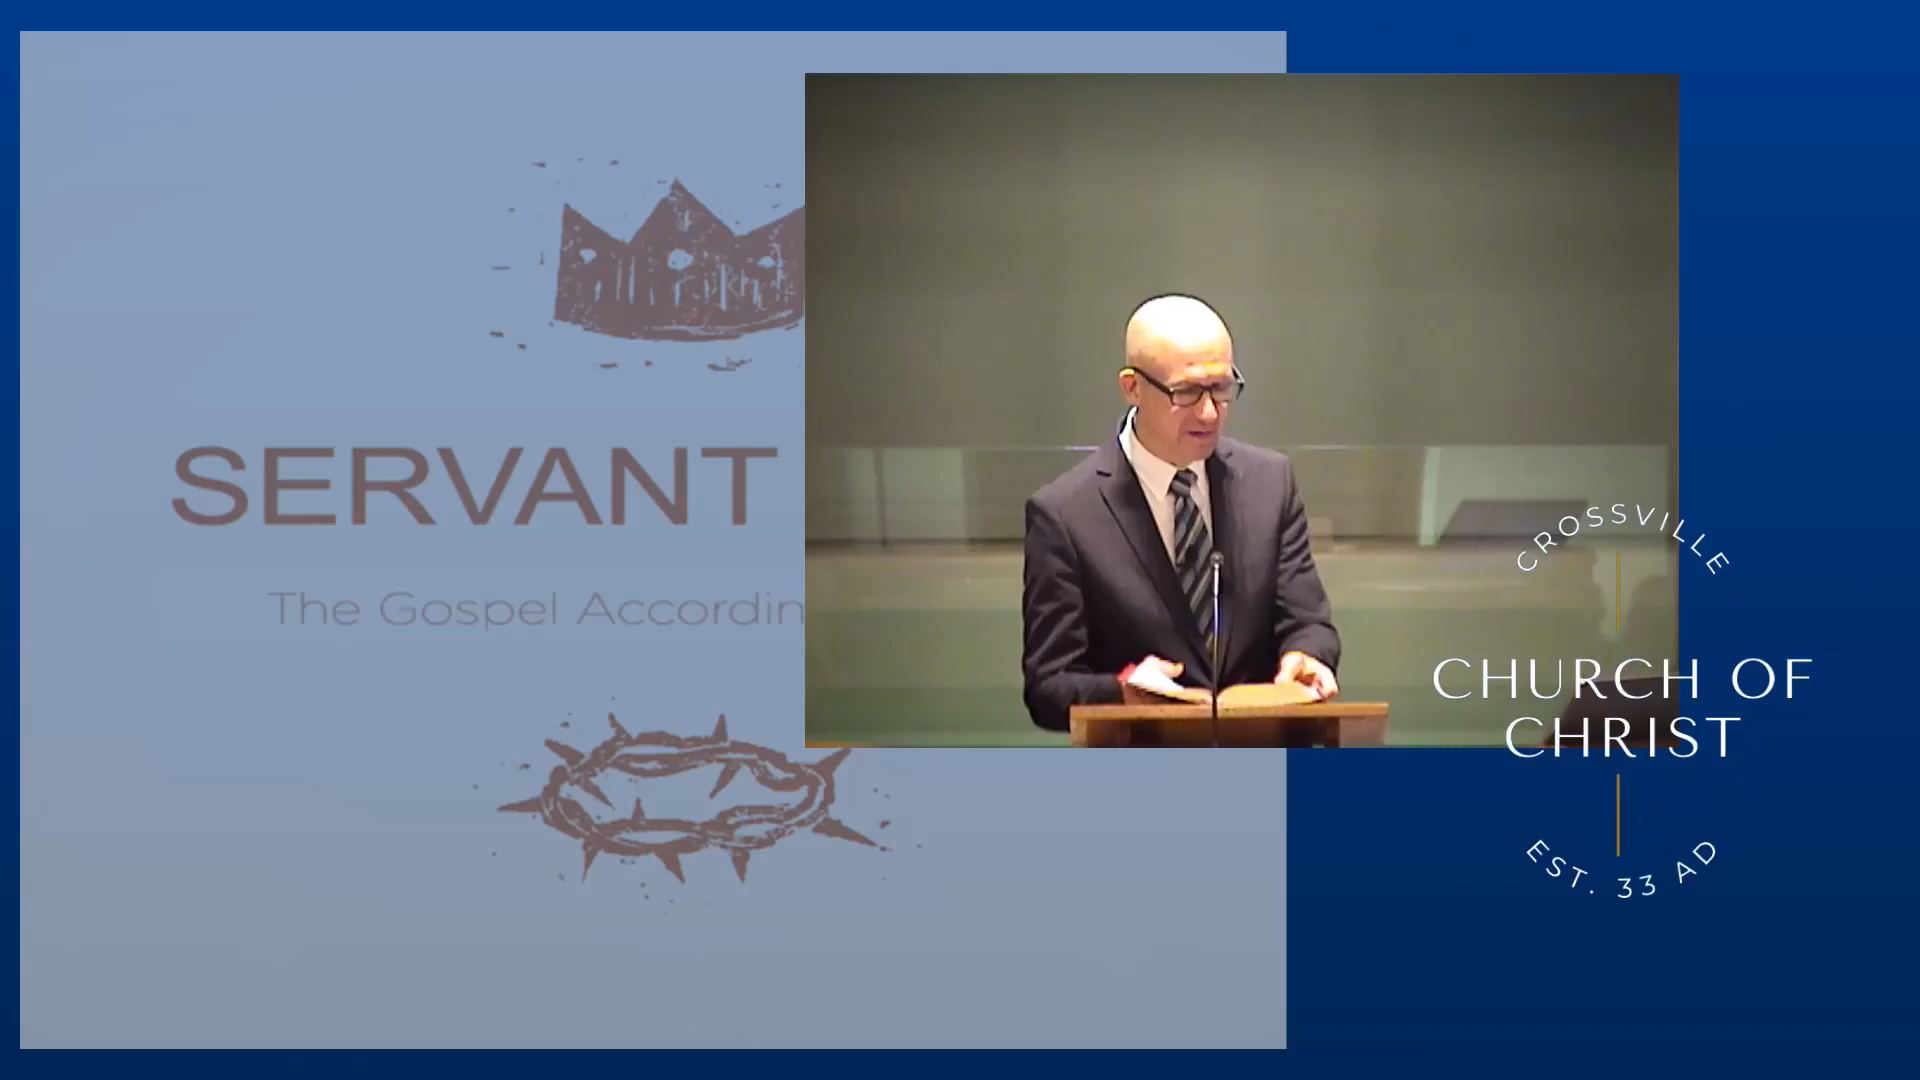 SERVANT
The Gospel Accordin
CROSSVILLE
CHURCH OF
CHRIST
EST. 33 AD